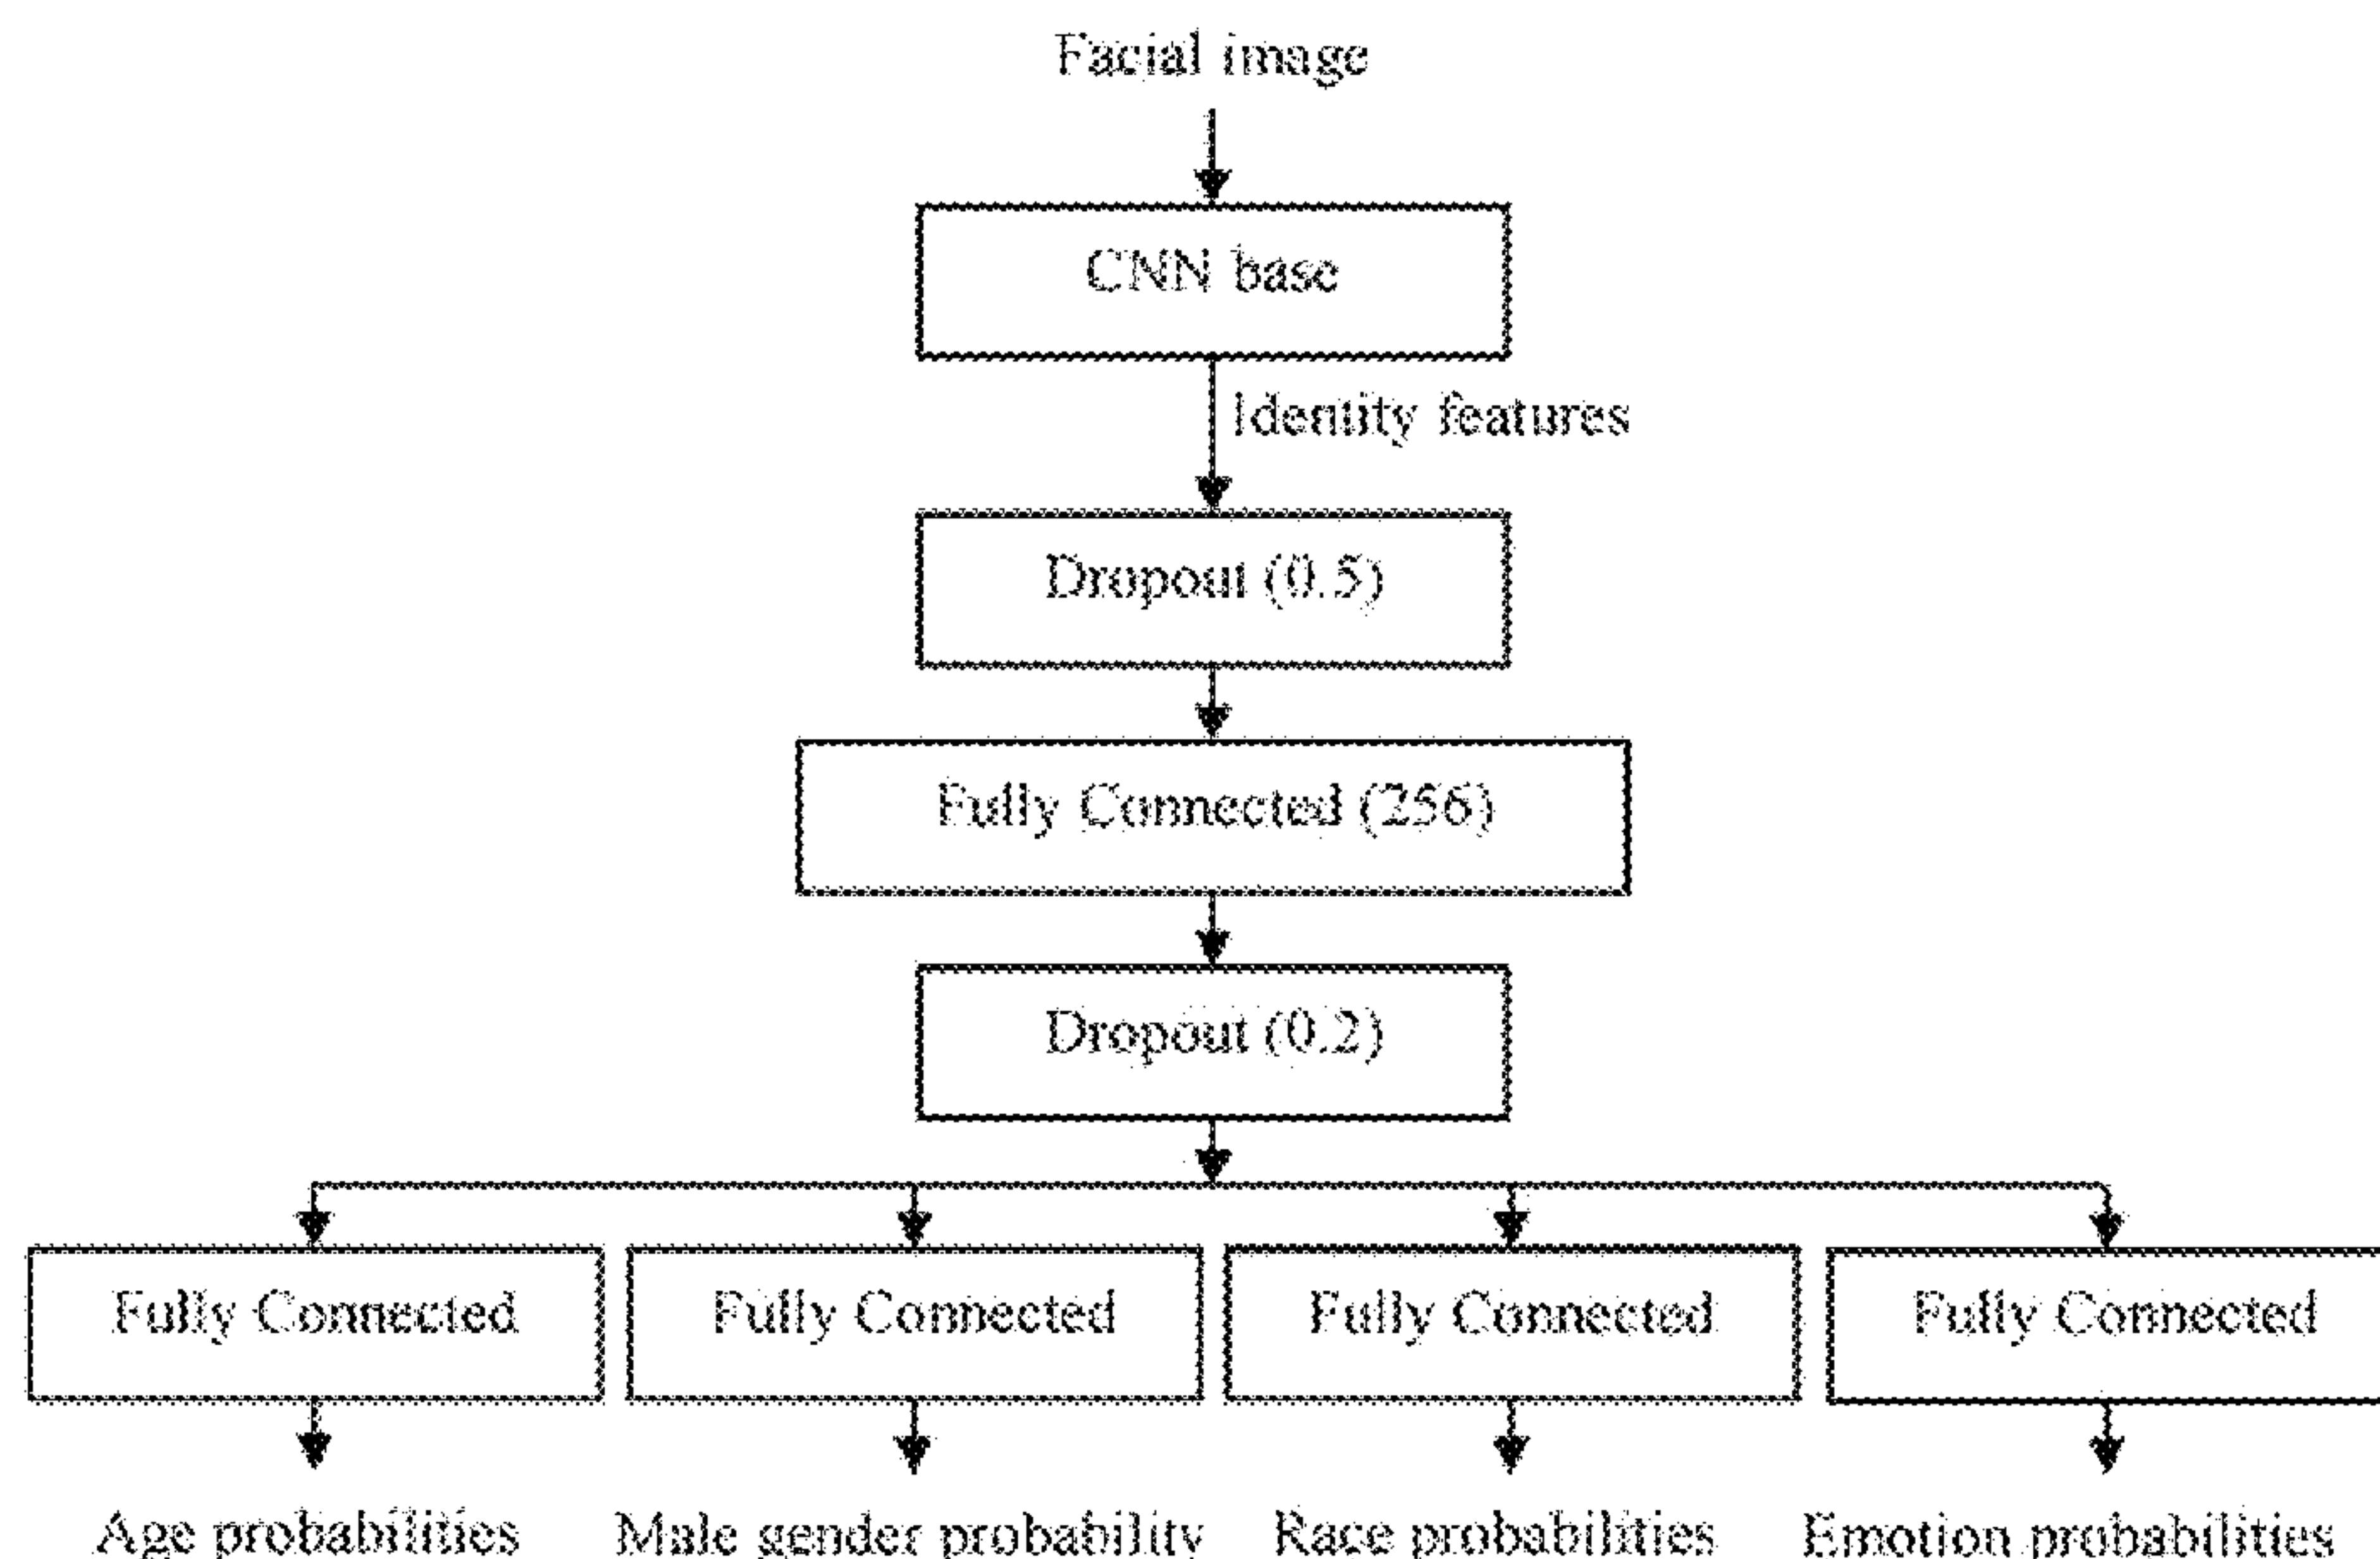 Facial image
CNN base
Identity features
Dropout (0.5)
Fully Connected (256)
Dropout (0.2)
Fully Connected Fully Connected Fully Connected Fully Connected
Age probabilities Male gender probability Race probabilities Emotion probabilities